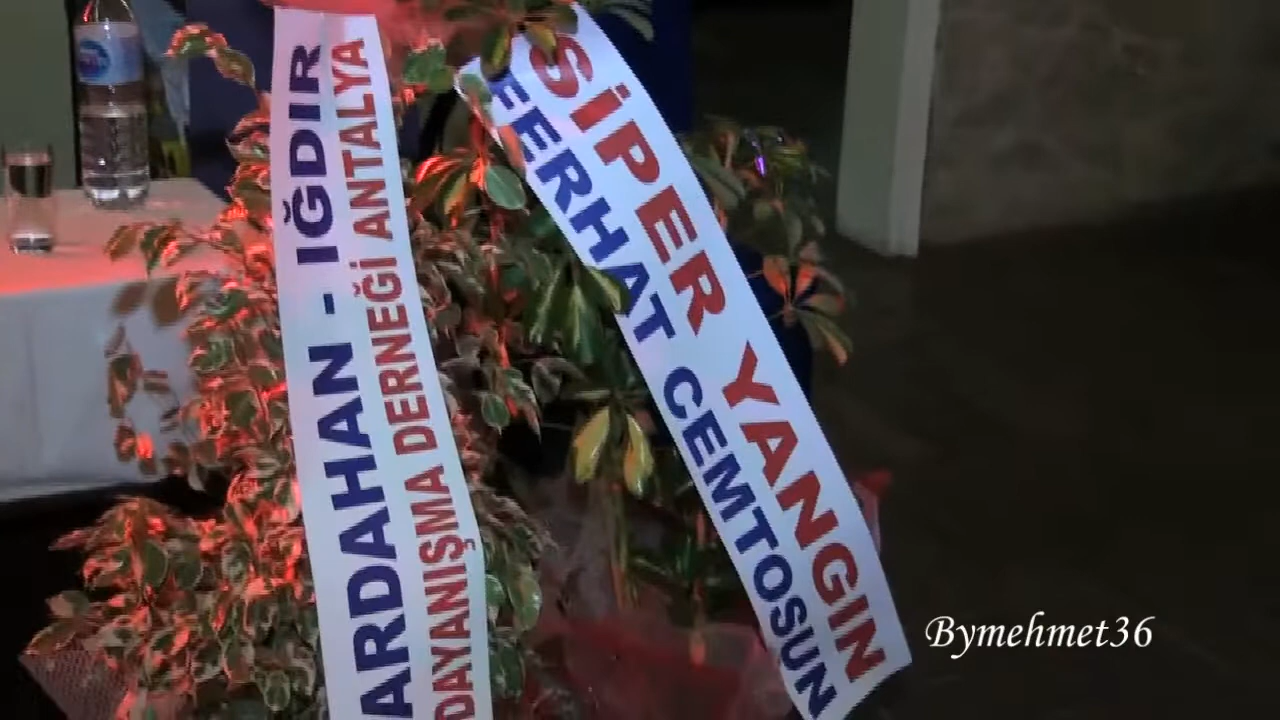 ARDAHAN - IĞDIR
DAYANIŞMA DERNEĞİ ANTALYA
SİPER YANGIN
FERHAT CEMTOSUN
Bymehmet36